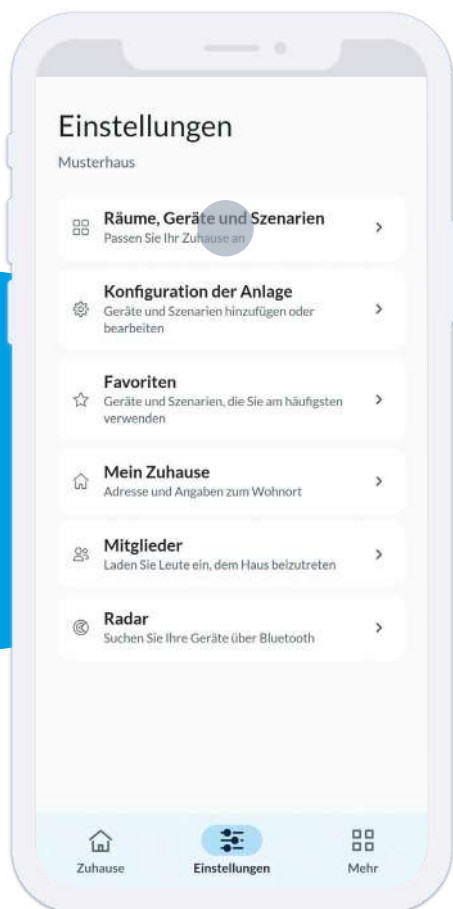 Einstellungen
Musterhaus
Räume, Geräte und Szenarien
Passen Sie Ihr Zuhause an
Konfiguration der Anlage
Geräte und Szenarien hinzufügen oder
bearbeiten
Favoriten
Geräte und Szenarien, die Sie am häufigsten
verwenden
Mein Zuhause
Adresse und Angaben zum Wohnort
Mitglieder
Laden Sie Leute ein, dem Haus beizutreten
Radar
Suchen Sie Ihre Geräte über Bluetooth
Zuhause
Einstellungen
Mehr